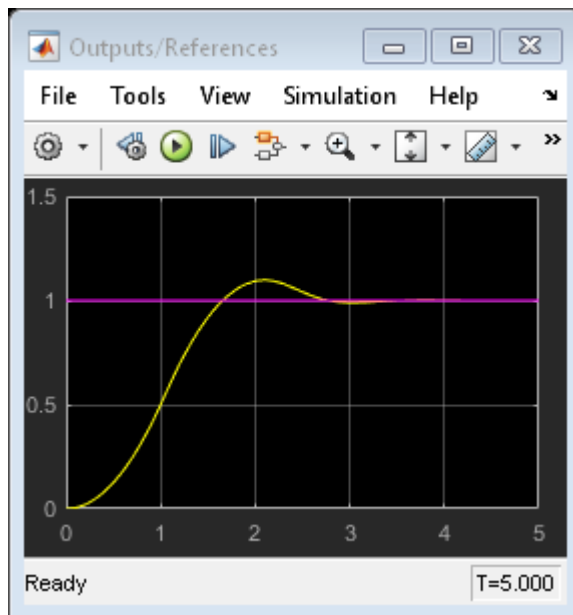 Outputs/References
File Tools View Simulation Help
1.5
1
0.5
0
0 1 2 3 4 5
Ready T=5.000